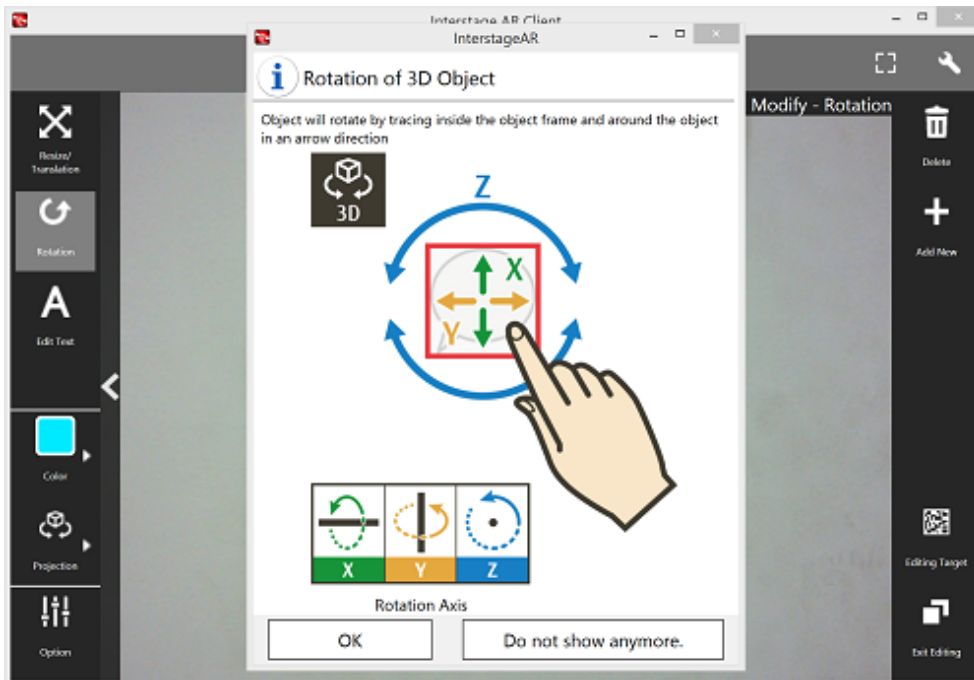 Interstage AR Client
InterstageAR
Rotation of 3D Object
Object will rotate by tracing inside the object frame and around the object
in an arrow direction
3D
Z
X
Y
X Y Z
Rotation Axis
OK
Do not show anymore.
Resize/
Translation
Rotation
Edit Text
Color
Projection
Option
Modify - Rotation
Delete
Add New
Editing Target
Exit Editing